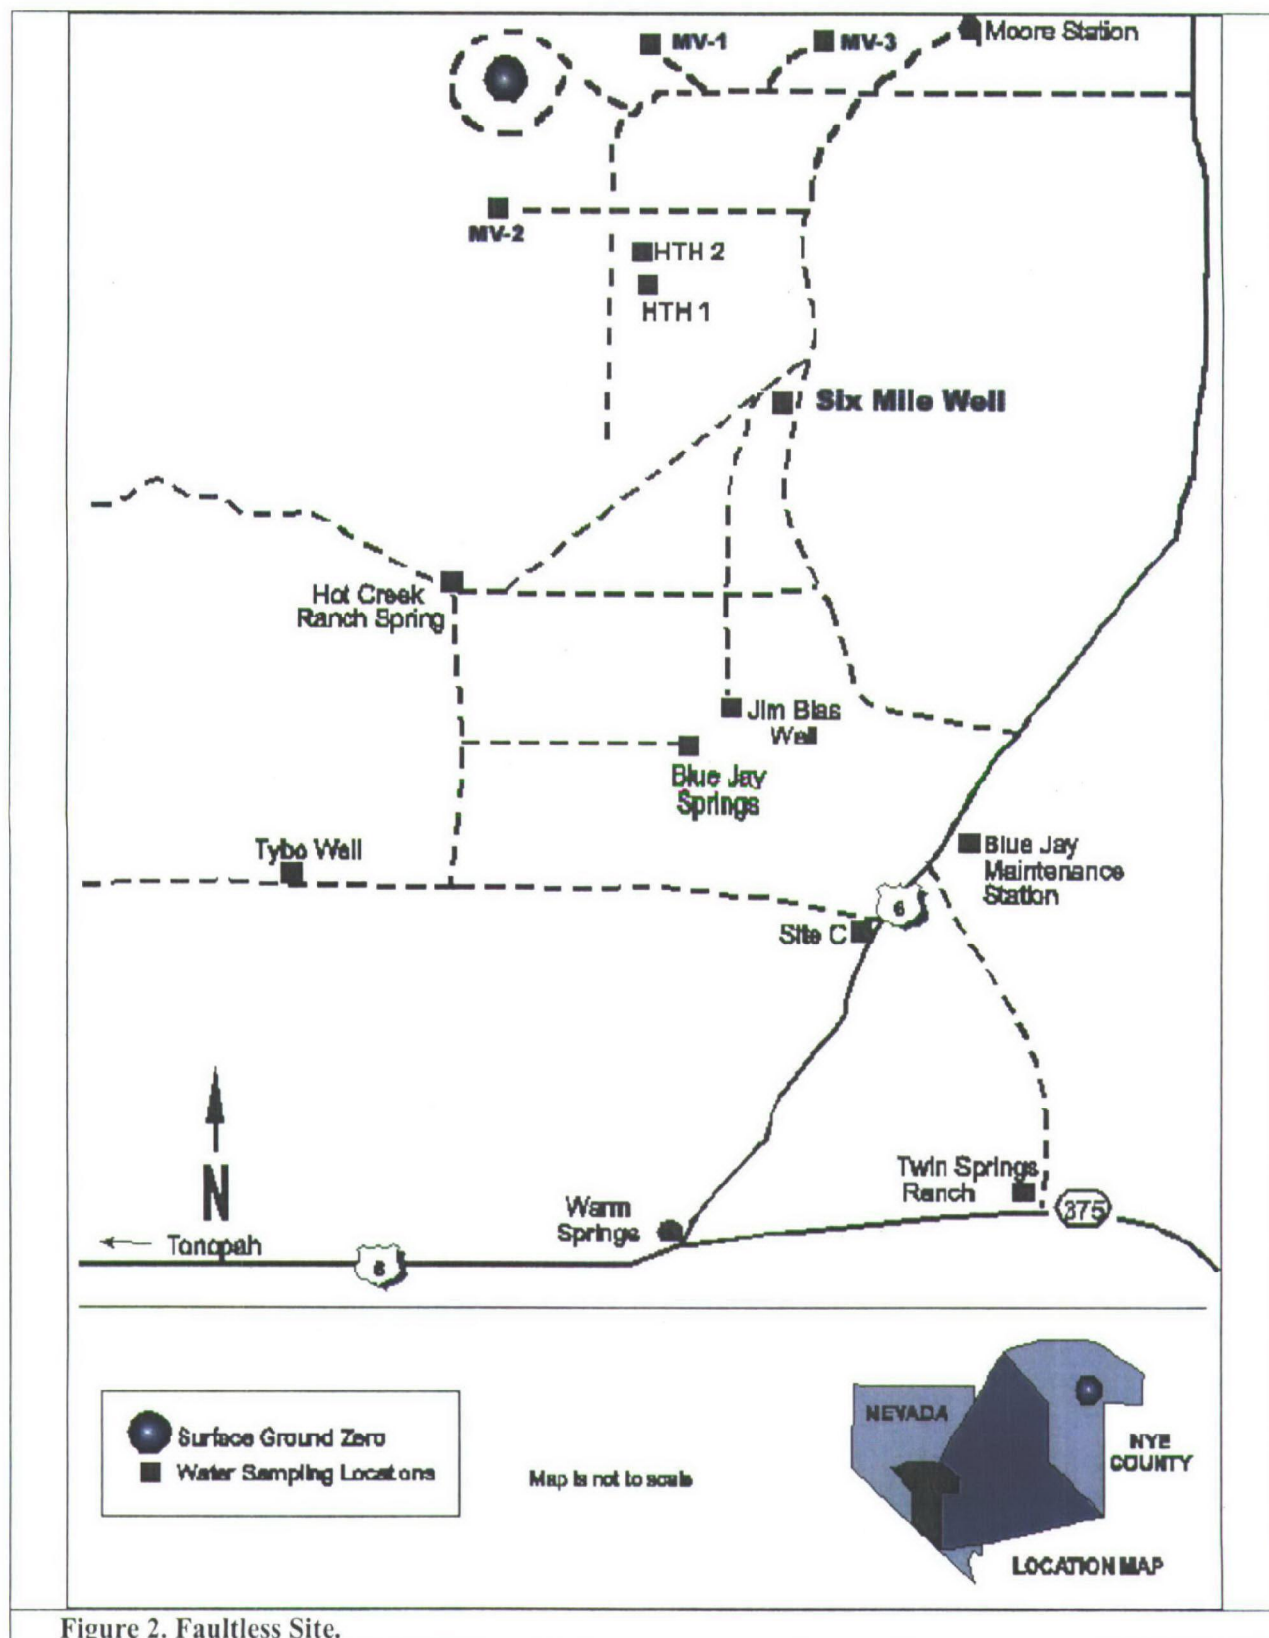 Moore Station
MV-1
MV-3
MV-2
HTH 2
HTH 1
Six Mile Well
Hot Creek
Ranch Spring
Jim Bias
Well
Blue Jay
Springs
Tybo Well
Blue Jay
Maintenance
Station
6
Site C
N
Twin Springs
Ranch
375
Warm
Springs
Tonopah
6
Surface Ground Zero
Water Sampling Locations
Map is not to scale
NEVADA
NYE
COUNTY
LOCATION MAP
Figure 2. Faultless Site.